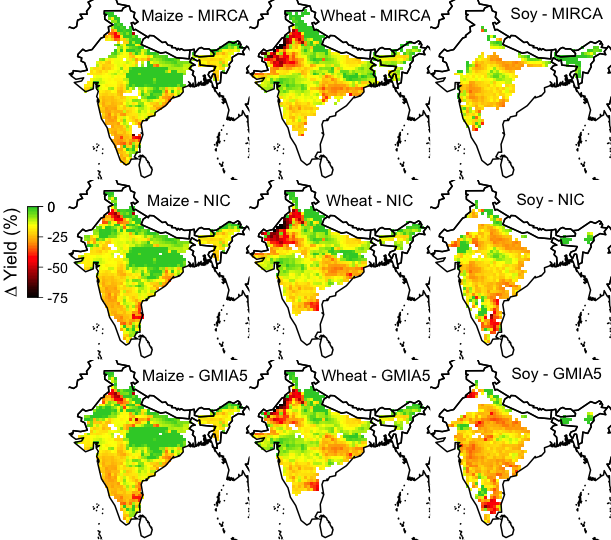 Maize - MIRCA
Wheat - MIRCA
Soy - MIRCA
Maize - NIC
Wheat - NIC
Soy - NIC
Δ Yield (%)
0
-25
-50
-75
Maize - GMIA5
Wheat - GMIA5
Soy - GMIA5